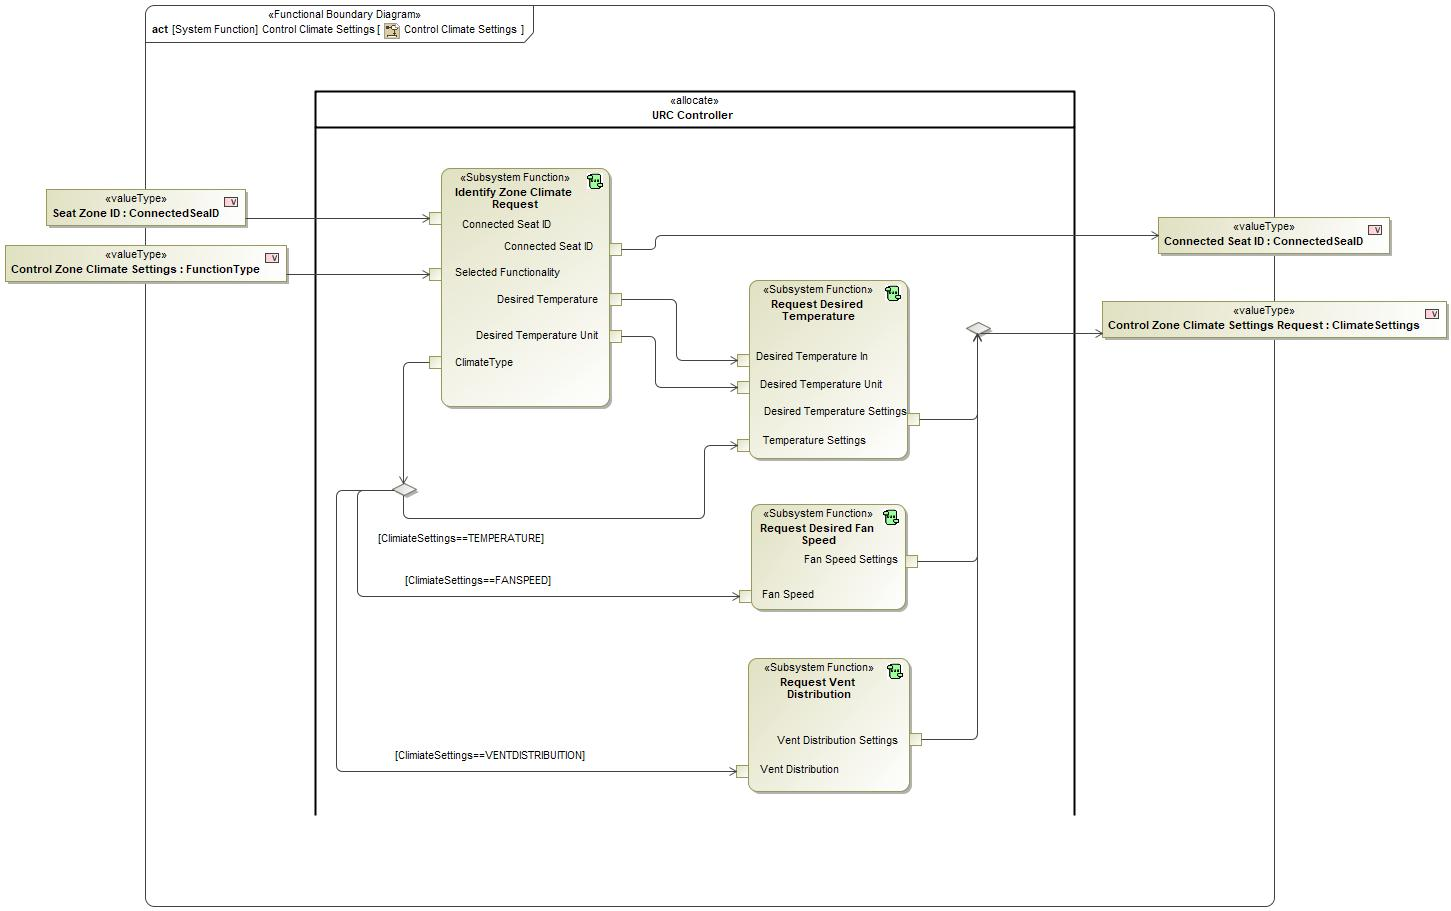 «Functional Boundary Diagram»
act [System Function] Control Climate Settings [ Control Climate Settings ]
«allocate»
URC Controller
«valueType»
Seat Zone ID : ConnectedSeaID
«valueType»
Control Zone Climate Settings : FunctionType
«Subsystem Function»
Identify Zone Climate
Request
Connected Seat ID
Connected Seat ID
Selected Functionality
Desired Temperature
Desired Temperature Unit
ClimateType
«valueType»
Connected Seat ID : ConnectedSeaID
«valueType»
Control Zone Climate Settings Request : ClimateSettings
«Subsystem Function»
Request Desired
Temperature
Desired Temperature In
Desired Temperature Unit
Desired Temperature Settings
Temperature Settings
[ClimiateSettings==TEMPERATURE]
«Subsystem Function»
Request Desired Fan
Speed
Fan Speed Settings
Fan Speed
[ClimiateSettings==FANSPEED]
«Subsystem Function»
Request Vent
Distribution
Vent Distribution Settings
Vent Distribution
[ClimiateSettings==VENTDISTRIBUITION]
V
V
V
V